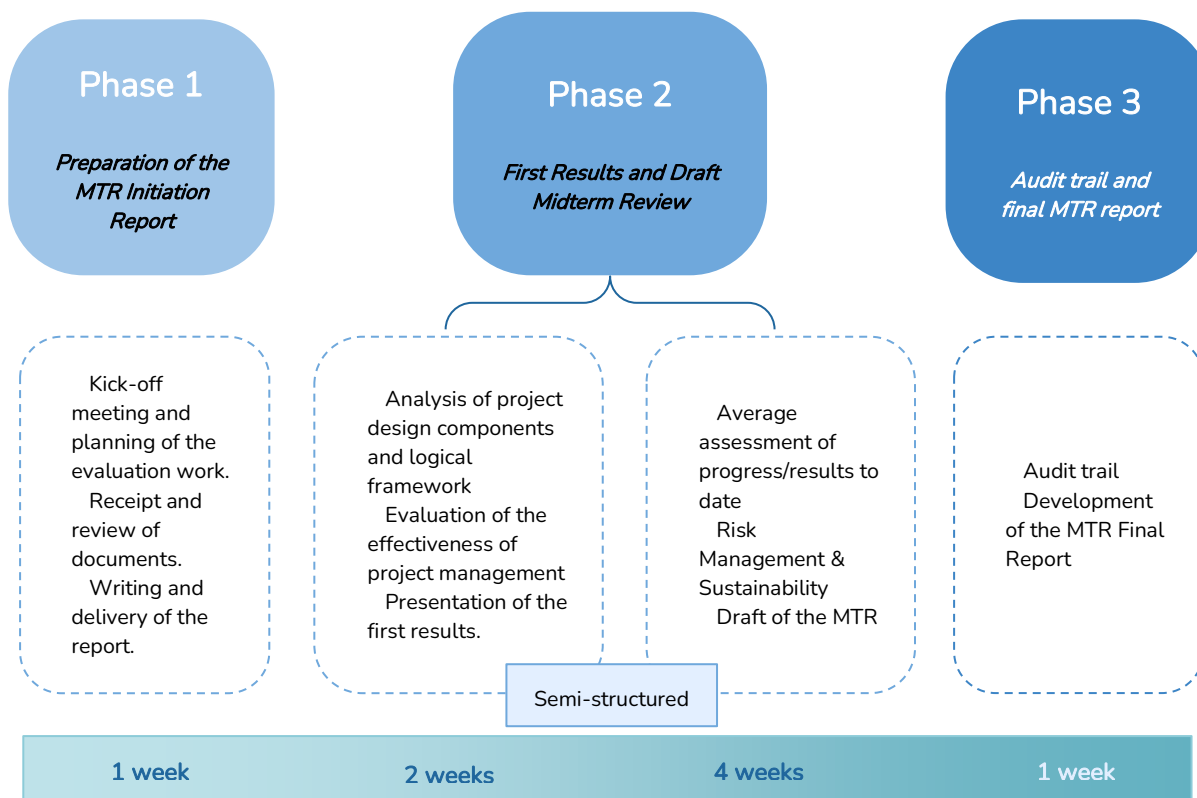 Phase 1
Preparation of the
MTR Initiation
Report
Phase 2
First Results and Draft
Midterm Review
Phase 3
Audit trail and
final MTR report
Kick-off
meeting and
planning of the
evaluation work.
Receipt and
review of
documents.
Writing and
delivery of the
report.
Analysis of project
design components
and logical
framework
Evaluation of the
effectiveness of
project management
Presentation of the
first results.
Average
assessment of
progress/results to
date
Risk
Management &
Sustainability
Draft of the MTR
Audit trail
Development
of the MTR Final
Report
Semi-structured
1 week
2 weeks
4 weeks
1 week